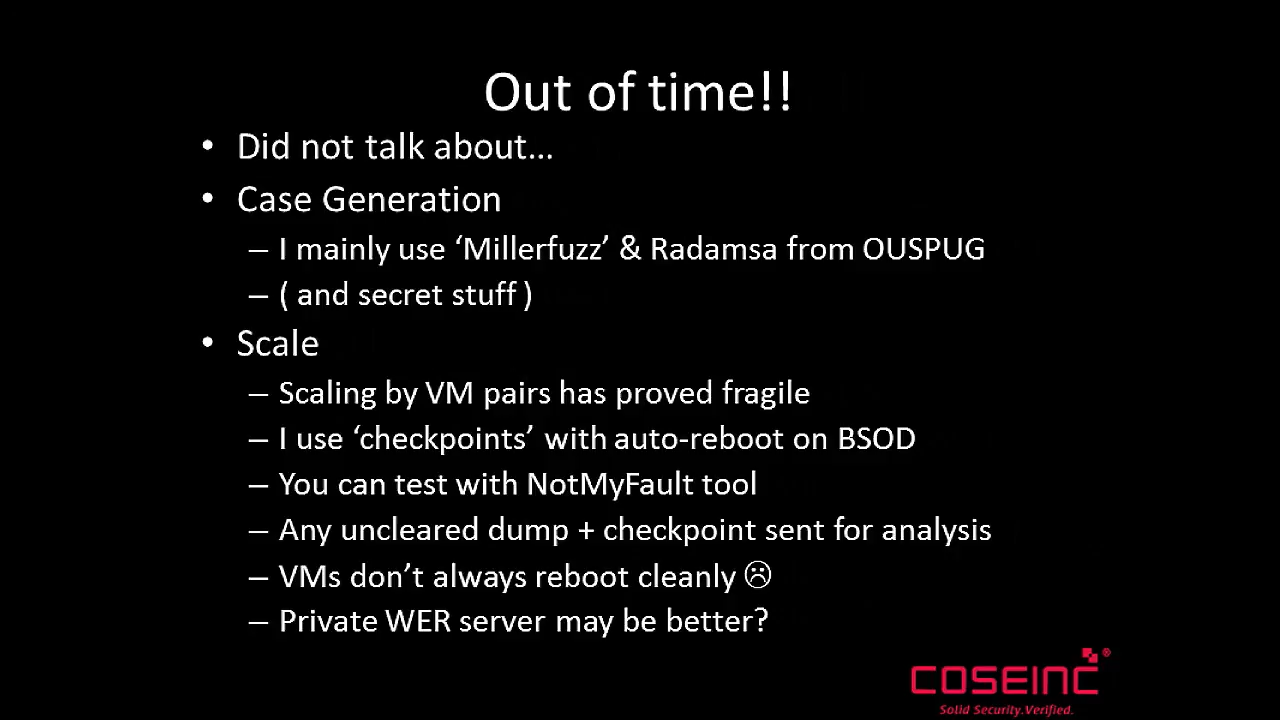 Out of time!!
• Did not talk about…
• Case Generation
– I mainly use ‘Millerfuzz’ & Radamsa from OUSPUG
– ( and secret stuff )
• Scale
– Scaling by VM pairs has proved fragile
– I use ‘checkpoints’ with auto-reboot on BSOD
– You can test with NotMyFault tool
– Any uncleared dump + checkpoint sent for analysis
– VMs don’t always reboot cleanly ☹
– Private WER server may be better?
COSEINC®
Solid Security.Verified.